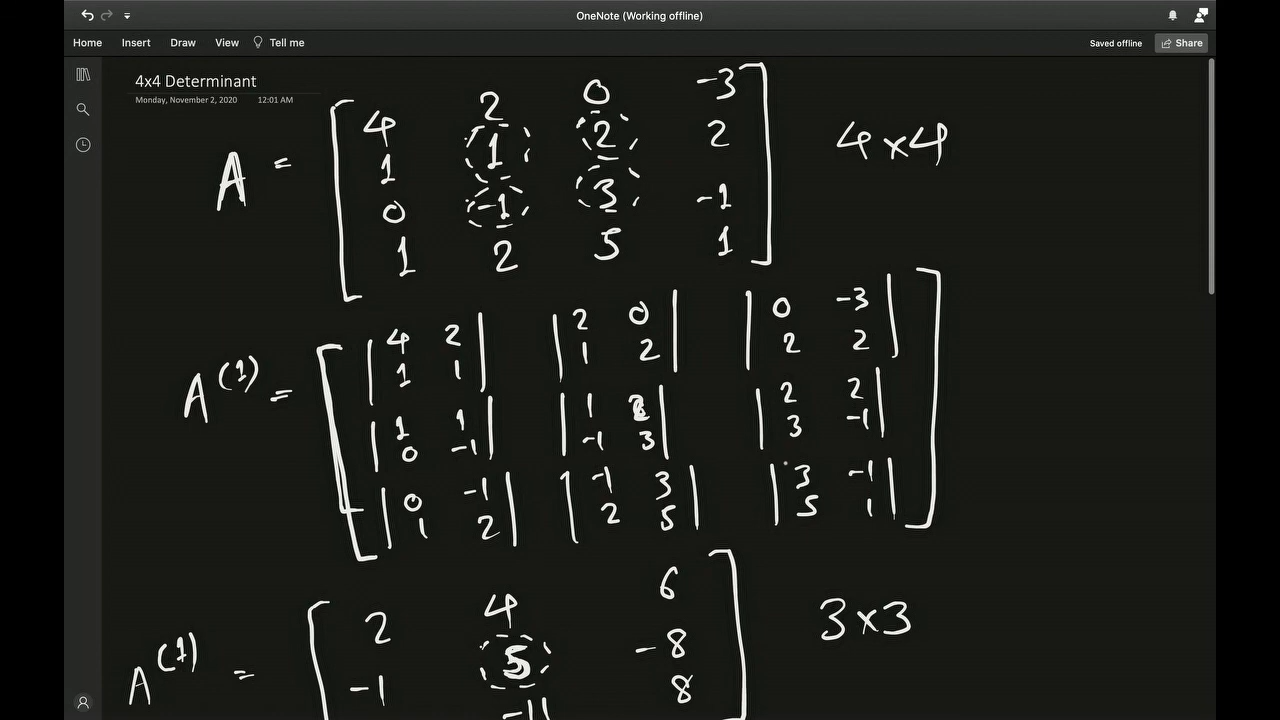 OneNote (Working offline)
Home Insert Draw View Tell me Saved offline Share
4x4 Determinant
Monday, November 2, 2020 12:01 AM
4 2 0 -3
1 1 2 2
A = 0 -1 3 -1 4x4
1 2 5 1
4 2 2 0 0 -3
1 1 1 2 2 2
A(1) = 1 1 1 2 2 2
0 -1 -1 3 3 -1
0 -1 -1 3 3 -1
1 2 2 5 5 1
2 4 6
A(1) = -1 5 -8 3x3
-11 8